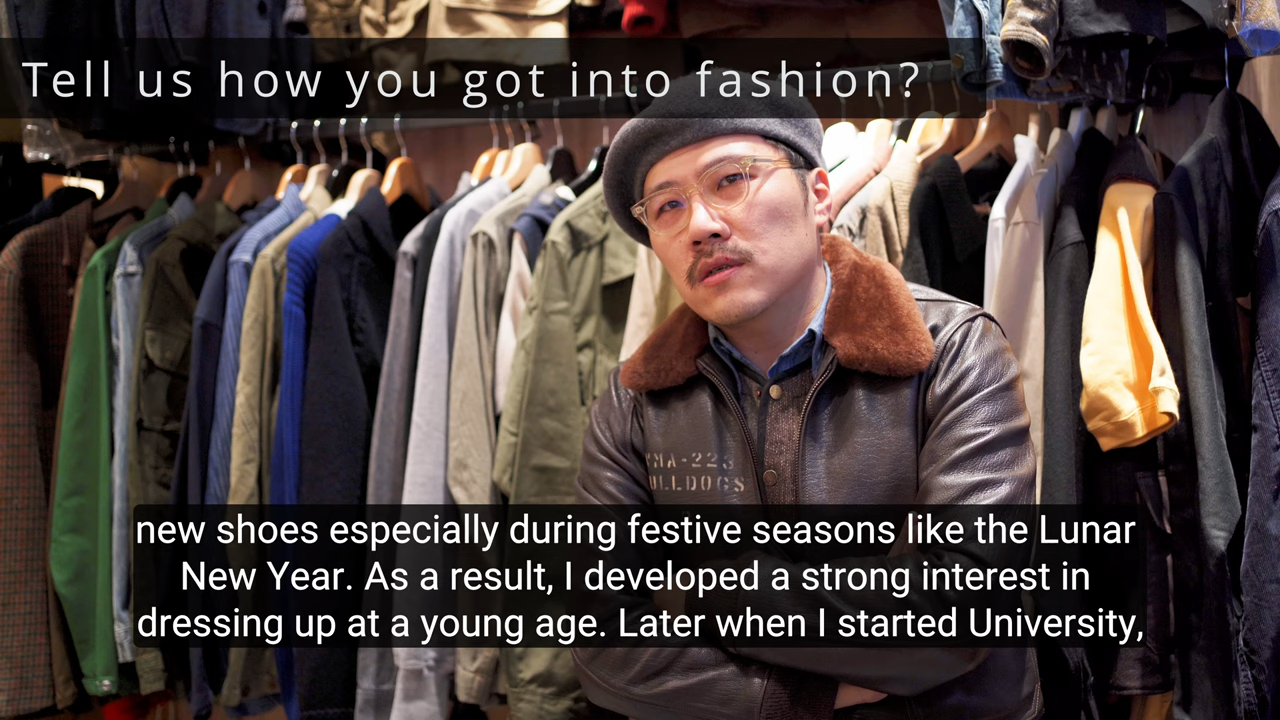 Tell us how you got into fashion?
new shoes especially during festive seasons like the Lunar
New Year. As a result, I developed a strong interest in
dressing up at a young age. Later when I started University,